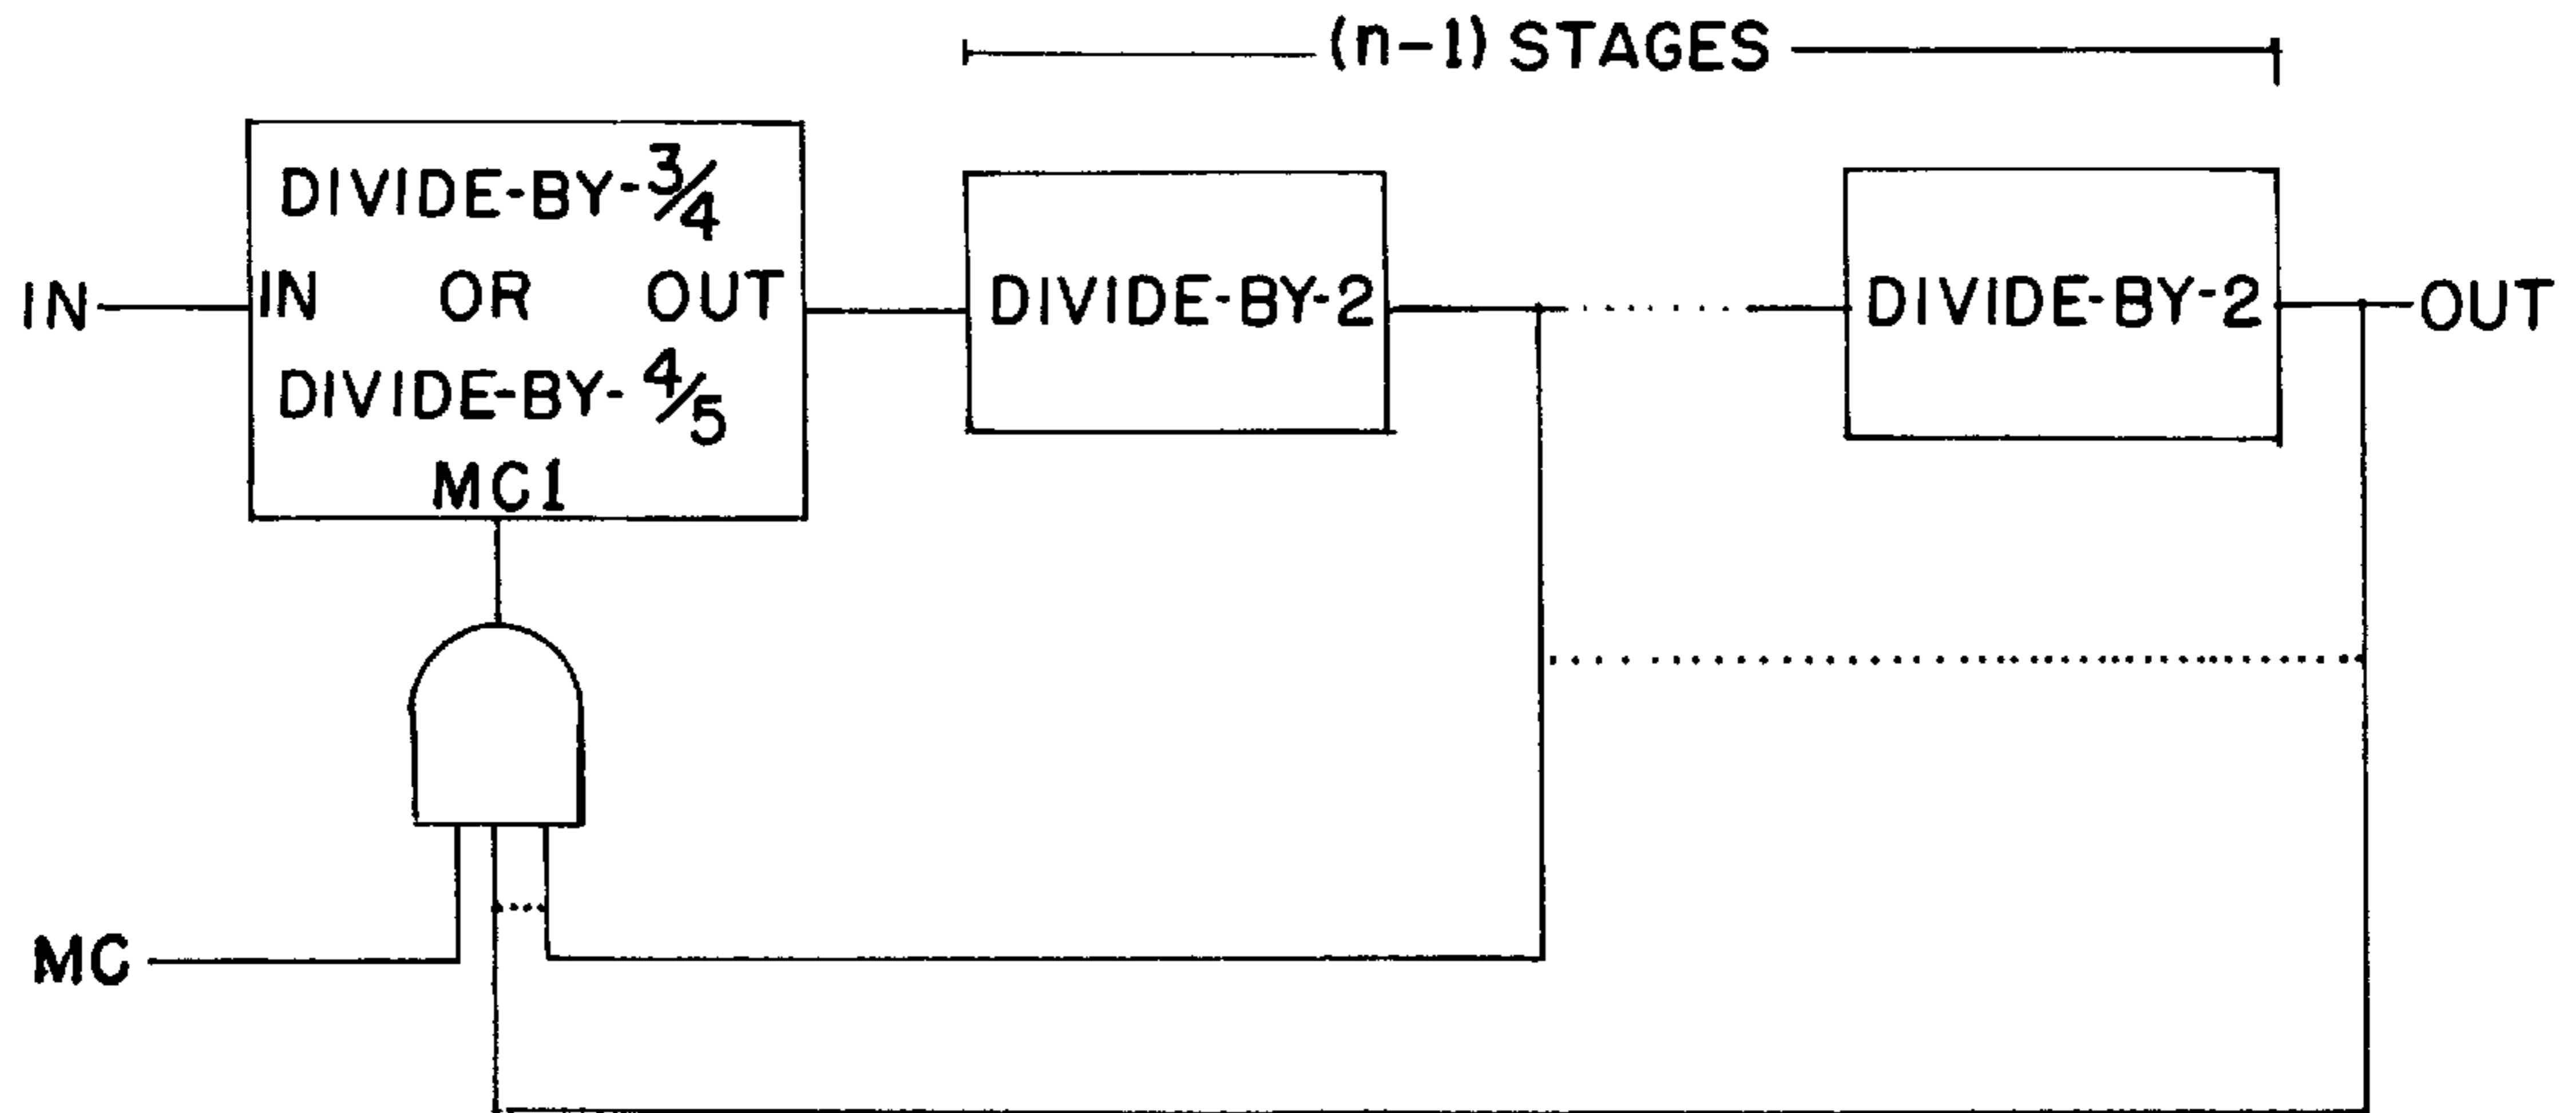 (n-1) STAGES
DIVIDE-BY-3/4
IN OR OUT
DIVIDE-BY-4/5
MC1
IN
DIVIDE-BY-2
DIVIDE-BY-2
OUT
MC